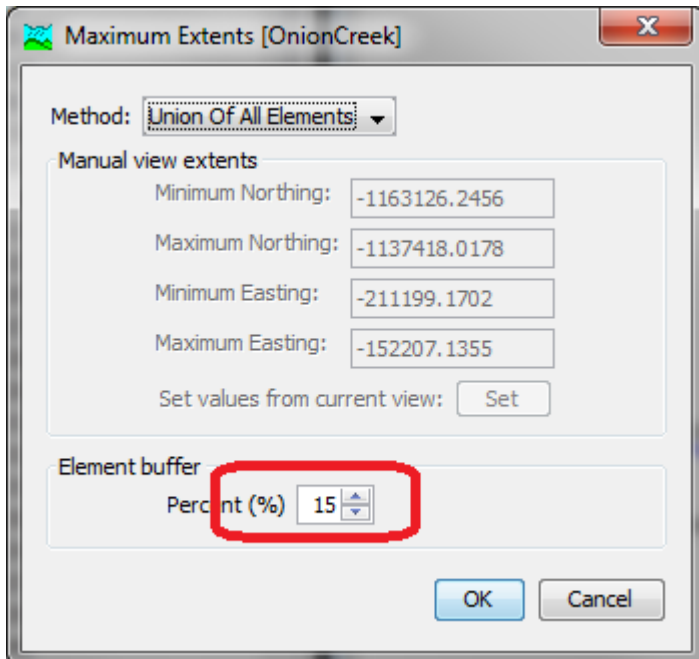 Maximum Extents [OnionCreek]
Method: Union Of All Elements
Manual view extents
Minimum Northing: -1163126.2456
Maximum Northing: -1137418.0178
Minimum Easting: -211199.1702
Maximum Easting: -152207.1355
Set values from current view: Set
Element buffer
Percent (%) 15
OK Cancel